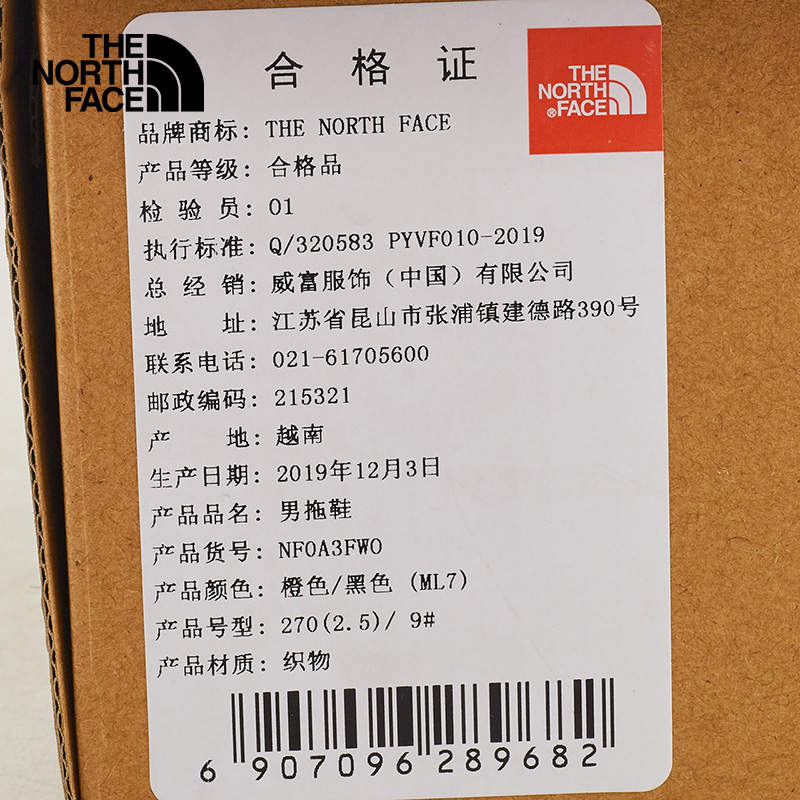 THE
NORTH
FACE
合格证
THE
NORTH
®FACE
品牌商标: THE NORTH FACE
产品等级: 合格品
检验员: 01
执行标准: Q/320583 PYVF010-2019
总经销: 威富服饰（中国）有限公司
地址: 江苏省昆山市张浦镇建德路390号
联系电话: 021-61705600
邮政编码: 215321
产地: 越南
生产日期: 2019年12月3日
产品品名: 男拖鞋
产品货号: NF0A3FWO
产品颜色: 橙色/黑色 (ML7)
产品号型: 270(2.5)/ 9#
产品材质: 织物
6 907096 289682